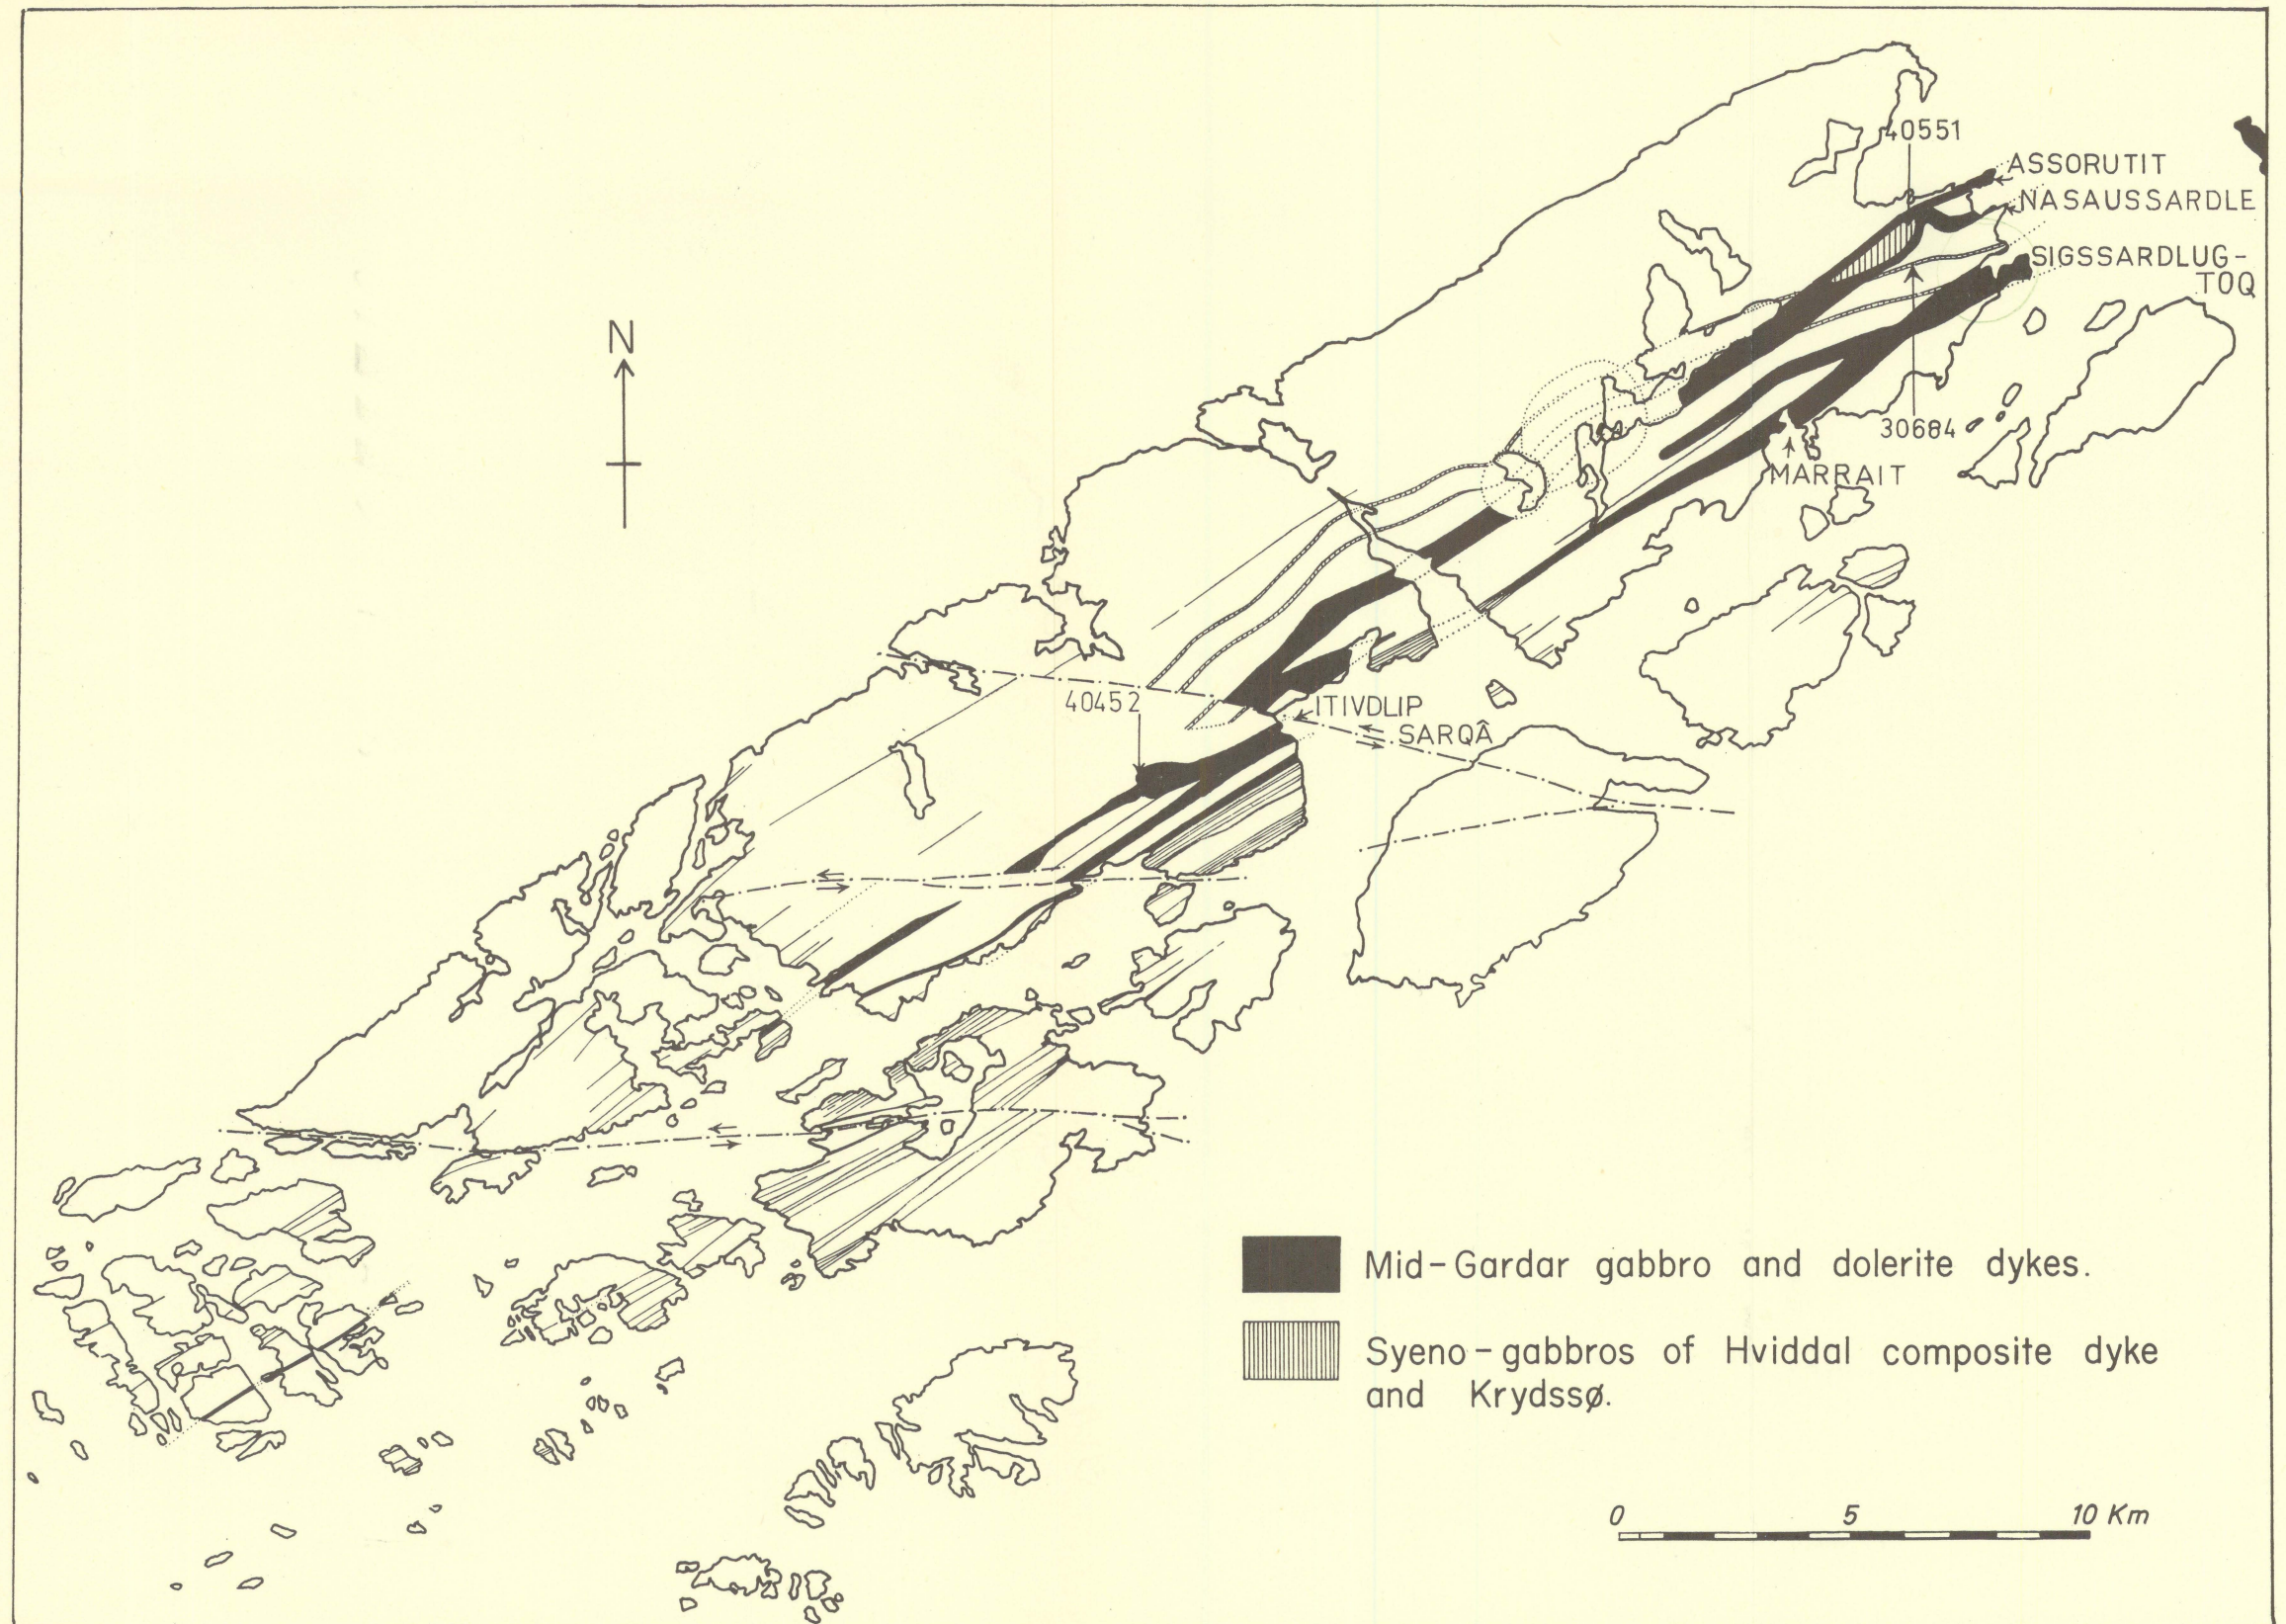 40551
ASSORUTIT
NASAUSSARDLE
SIGSSARDLUG-
TOQ
N
30684
MARRAIT
40452
ITIVDLIP
SARQÂ
Mid-Gardar gabbro and dolerite dykes.
Syeno-gabbros of Hviddal composite dyke
and Krydssø.
0 5 10 Km